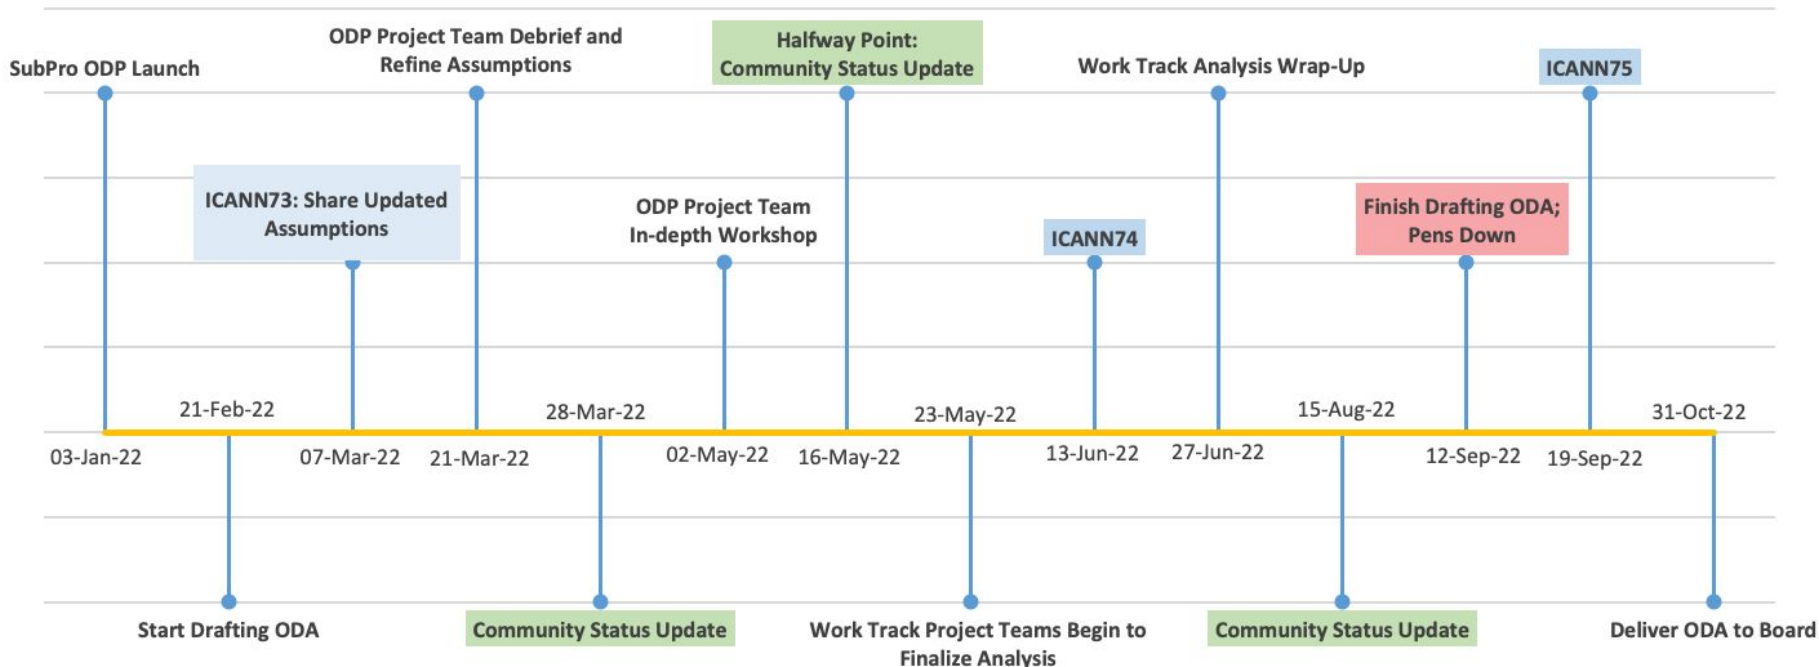 SubPro ODP Launch
ODP Project Team Debrief and
Refine Assumptions
Halfway Point:
Community Status Update
Work Track Analysis Wrap-Up
ICANN75
ICANN73: Share Updated
Assumptions
ODP Project Team
In-depth Workshop
ICANN74
Finish Drafting ODA;
Pens Down
21-Feb-22
28-Mar-22
23-May-22
15-Aug-22
31-Oct-22
03-Jan-22
07-Mar-22
21-Mar-22
02-May-22
16-May-22
13-Jun-22
27-Jun-22
12-Sep-22
19-Sep-22
Start Drafting ODA
Community Status Update
Work Track Project Teams Begin to
Finalize Analysis
Community Status Update
Deliver ODA to Board